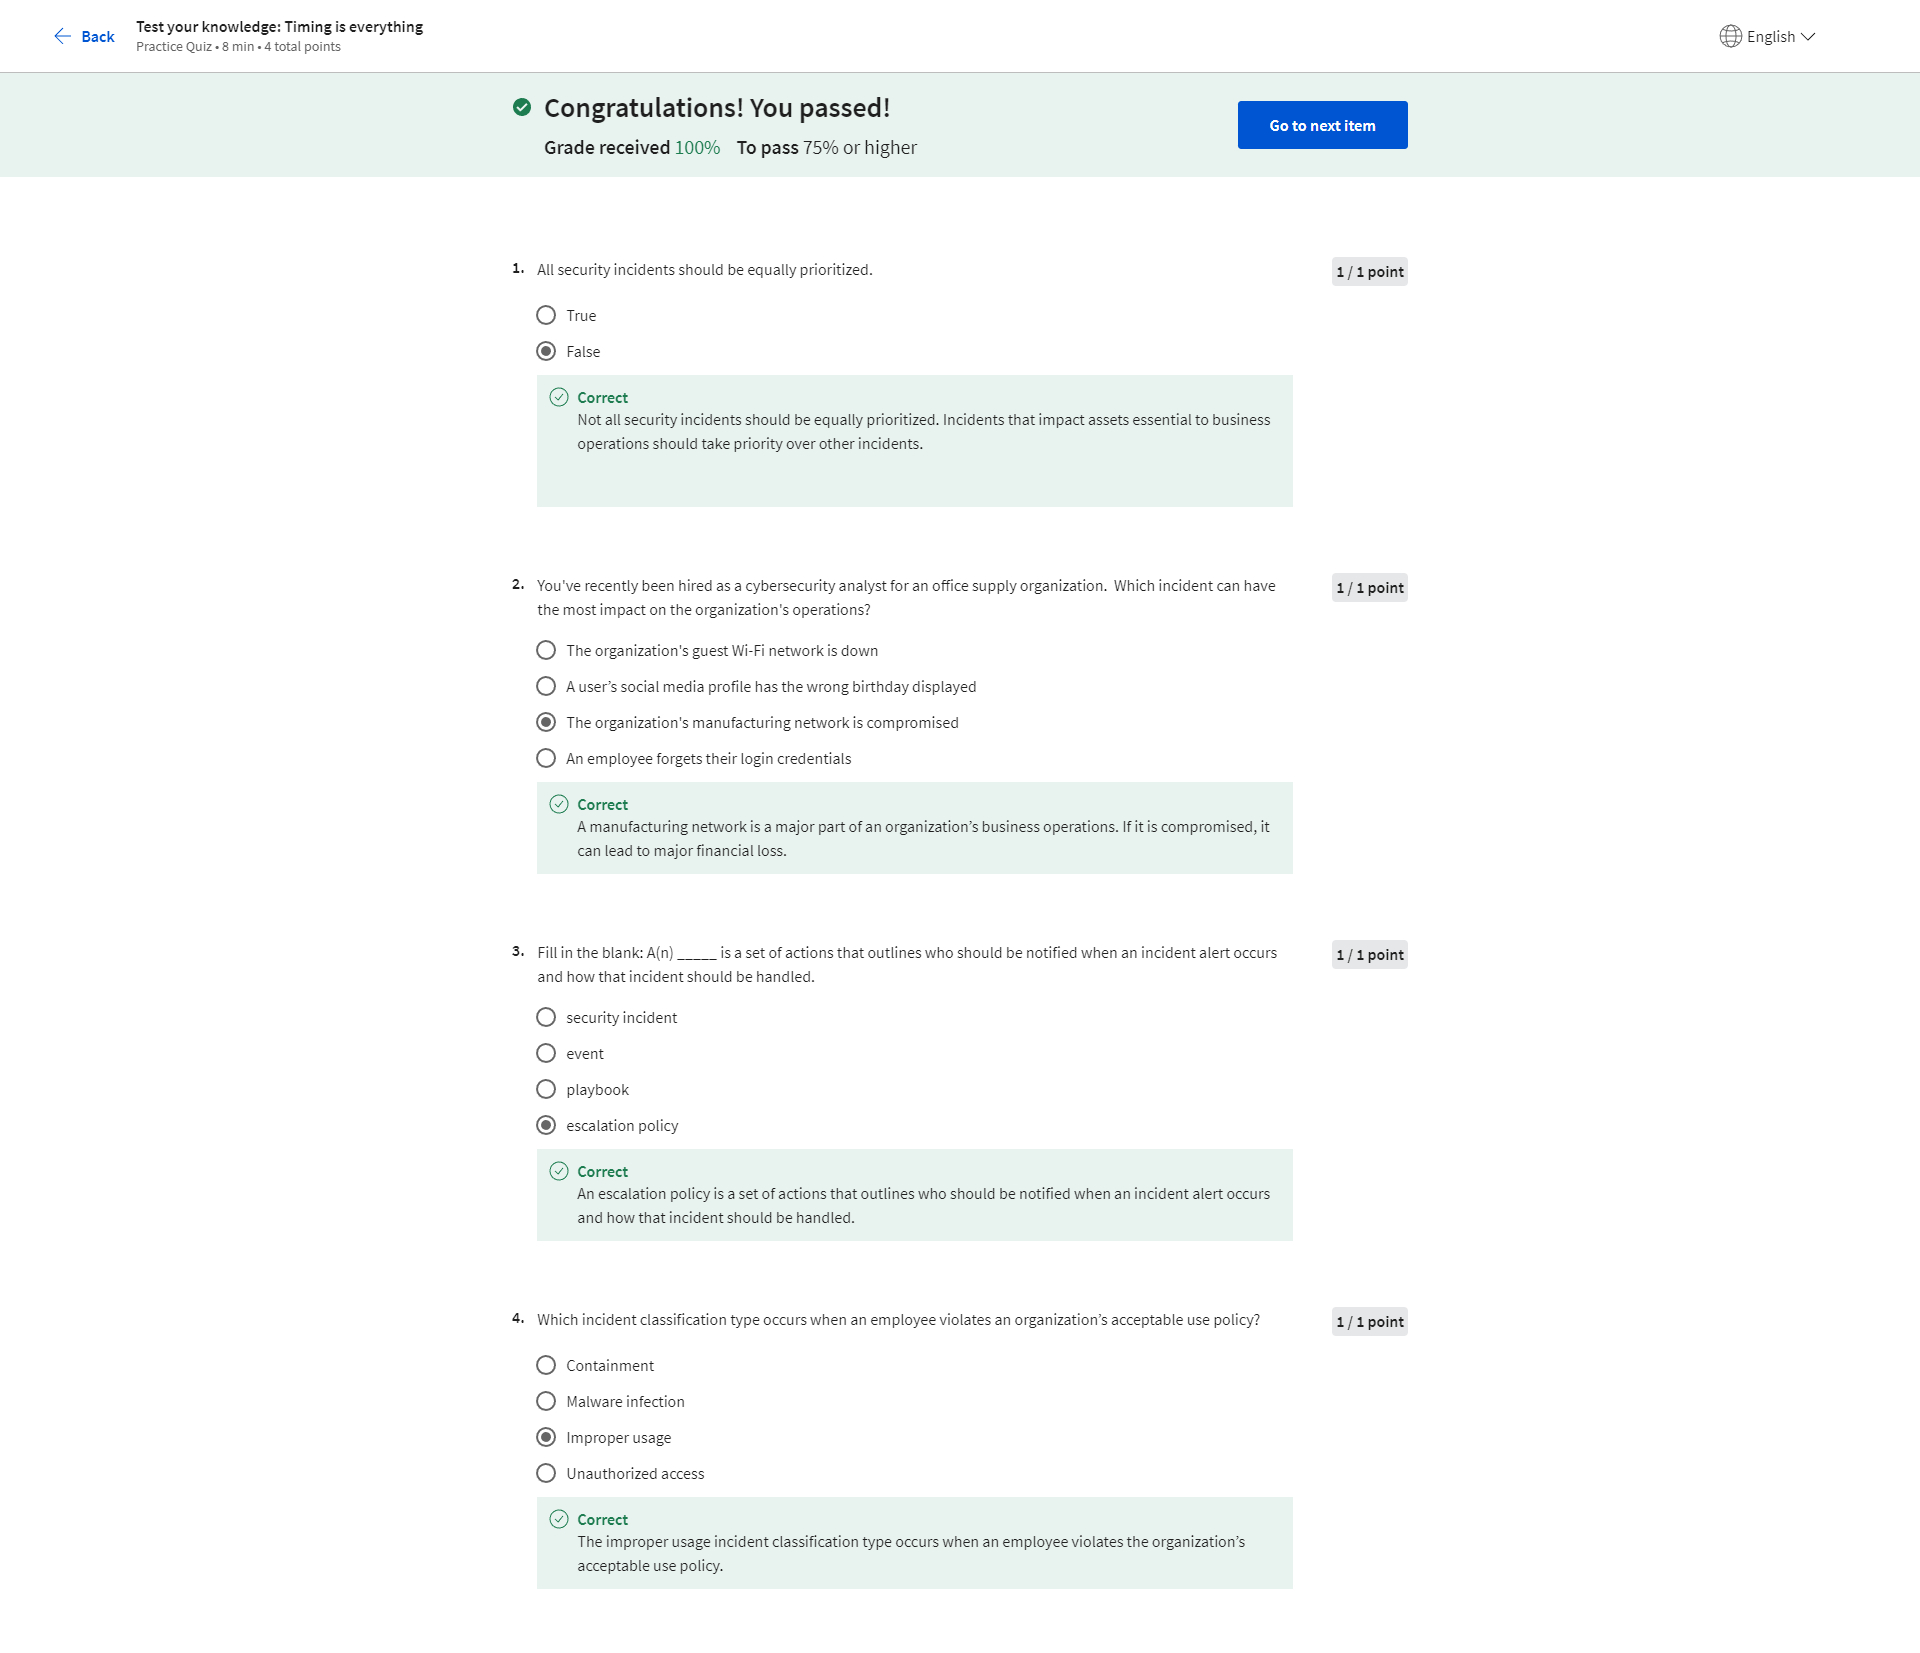 Back
Test your knowledge: Timing is everything
Practice Quiz • 8 min • 4 total points
English
Congratulations! You passed!
Grade received 100% To pass 75% or higher
Go to next item
1. All security incidents should be equally prioritized.
1 / 1 point
True
False
Correct
Not all security incidents should be equally prioritized. Incidents that impact assets essential to business
operations should take priority over other incidents.
2. You've recently been hired as a cybersecurity analyst for an office supply organization.  Which incident can have
the most impact on the organization's operations?
1 / 1 point
The organization's guest Wi-Fi network is down
A user’s social media profile has the wrong birthday displayed
The organization's manufacturing network is compromised
An employee forgets their login credentials
Correct
A manufacturing network is a major part of an organization’s business operations. If it is compromised, it
can lead to major financial loss.
3. Fill in the blank: A(n) _____ is a set of actions that outlines who should be notified when an incident alert occurs
and how that incident should be handled.
1 / 1 point
security incident
event
playbook
escalation policy
Correct
An escalation policy is a set of actions that outlines who should be notified when an incident alert occurs
and how that incident should be handled.
4. Which incident classification type occurs when an employee violates an organization’s acceptable use policy?
1 / 1 point
Containment
Malware infection
Improper usage
Unauthorized access
Correct
The improper usage incident classification type occurs when an employee violates the organization’s
acceptable use policy.